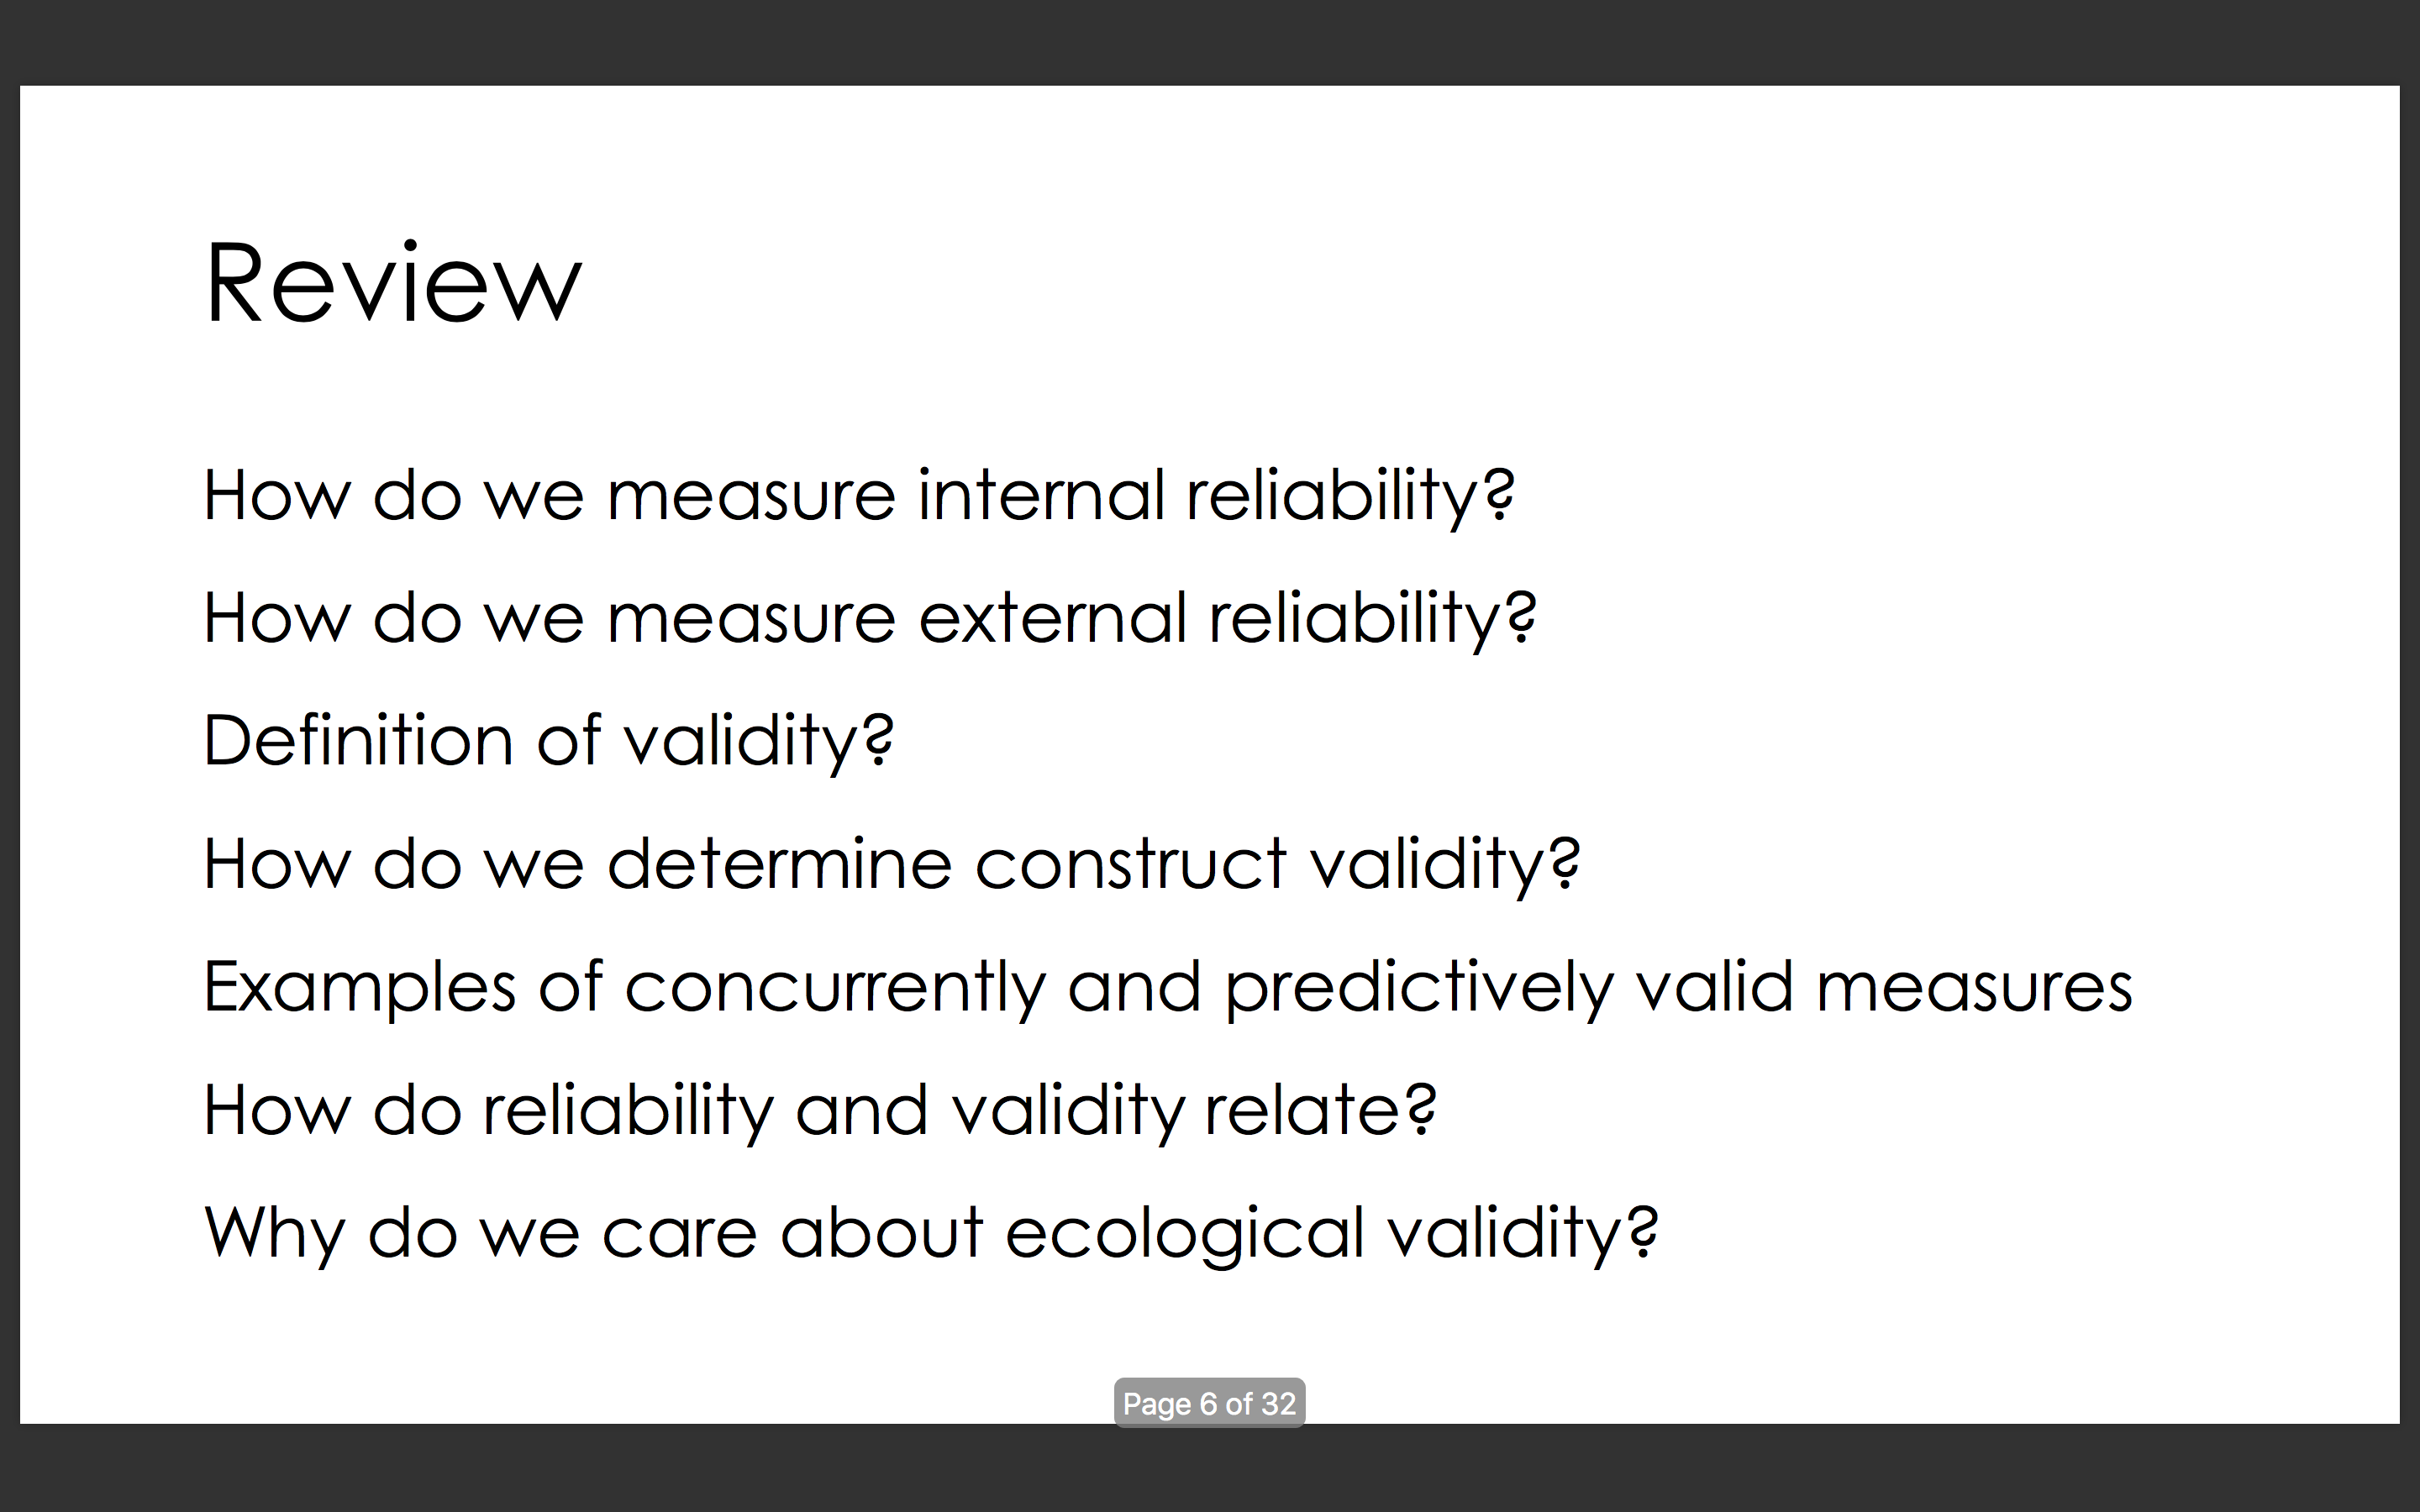 Review
How do we measure internal reliability?
How do we measure external reliability?
Definition of validity?
How do we determine construct validity?
Examples of concurrently and predictively valid measures
How do reliability and validity relate?
Why do we care about ecological validity?
Page 6 of 32